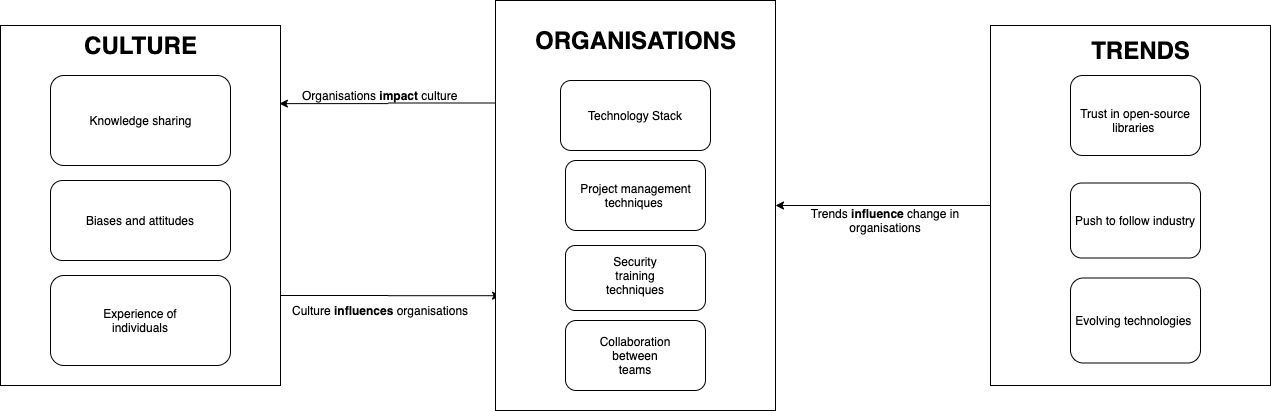 CULTURE
Knowledge sharing
Biases and attitudes
Experience of
individuals
Organisations impact culture
Culture influences organisations
ORGANISATIONS
Technology Stack
Project management
techniques
Security
training
techniques
Collaboration
between
teams
Trends influence change in
organisations
TRENDS
Trust in open-source
libraries
Push to follow industry
Evolving technologies